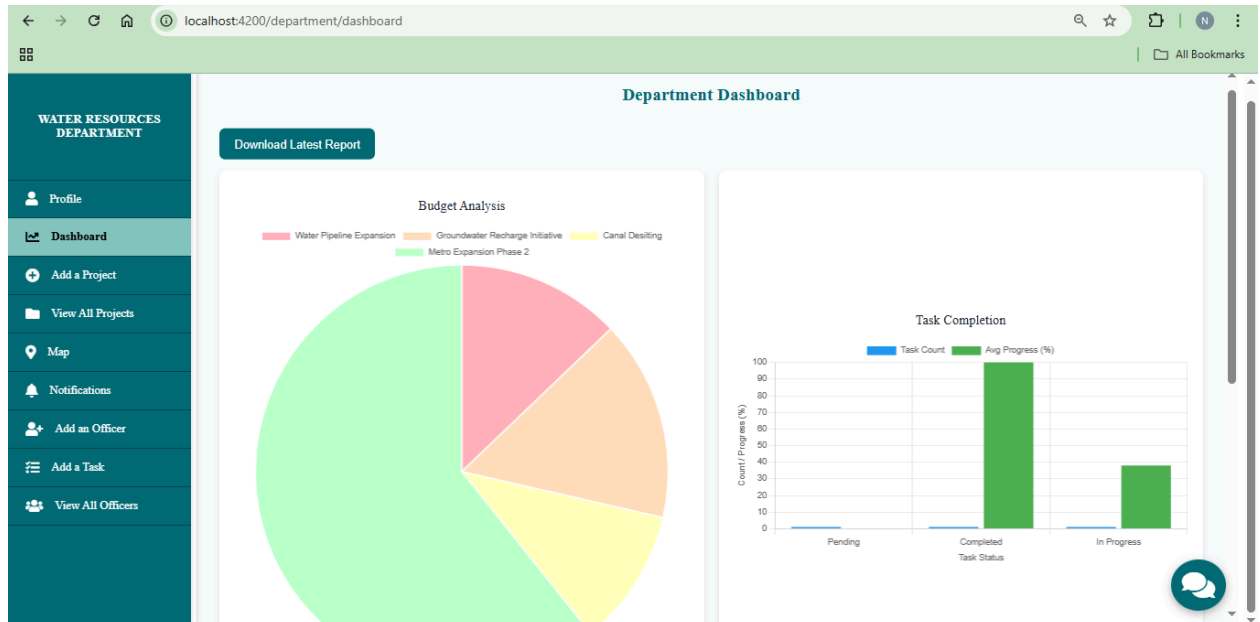 localhost:4200/department/dashboard
N
All Bookmarks
WATER RESOURCES
DEPARTMENT
Profile
Dashboard
Add a Project
View All Projects
Map
Notifications
Add an Officer
Add a Task
View All Officers
Department Dashboard
Download Latest Report
Budget Analysis
Water Pipeline Expansion Groundwater Recharge Initiative Canal Desilting
Metro Expansion Phase 2
Task Completion
Task Count Avg Progress (%)
Count / Progress (%)
100
90
80
70
60
50
40
30
20
10
0
Pending Completed In Progress
Task Status